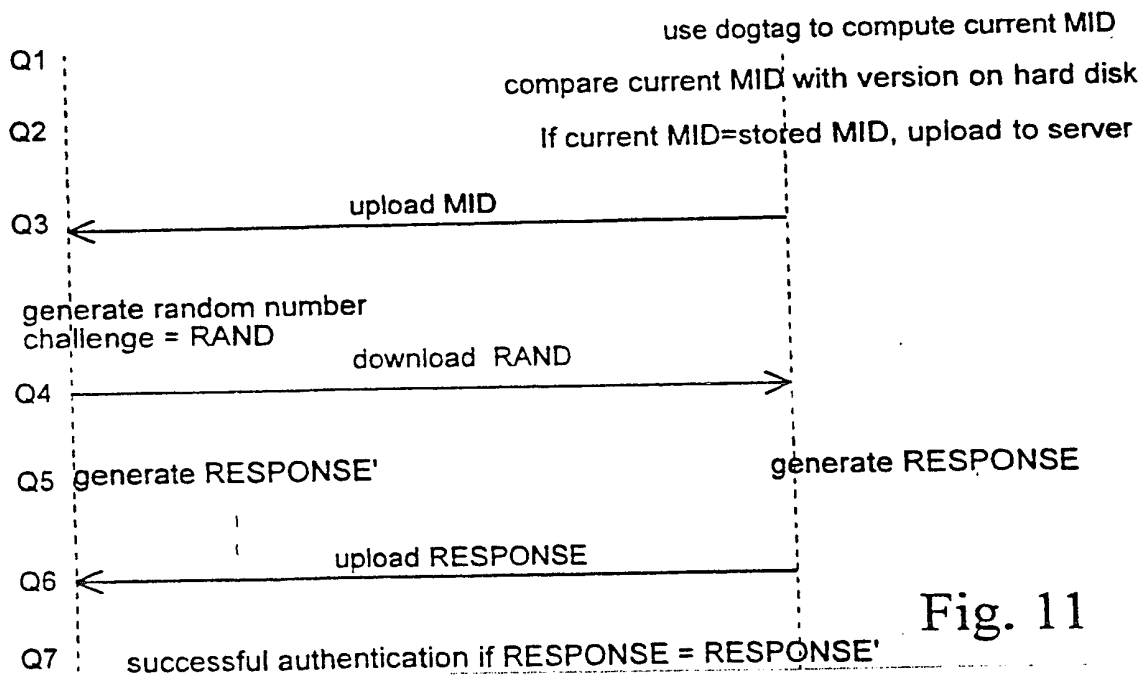 use dogtag to compute current MID
Q1
compare current MID with version on hard disk
Q2
If current MID=stored MID, upload to server
upload MID
Q3
generate random number
challenge = RAND
download RAND
Q4
Q5 generate RESPONSE' generate RESPONSE
upload RESPONSE
Q6
Fig. 11
Q7 successful authentication if RESPONSE = RESPONSE'